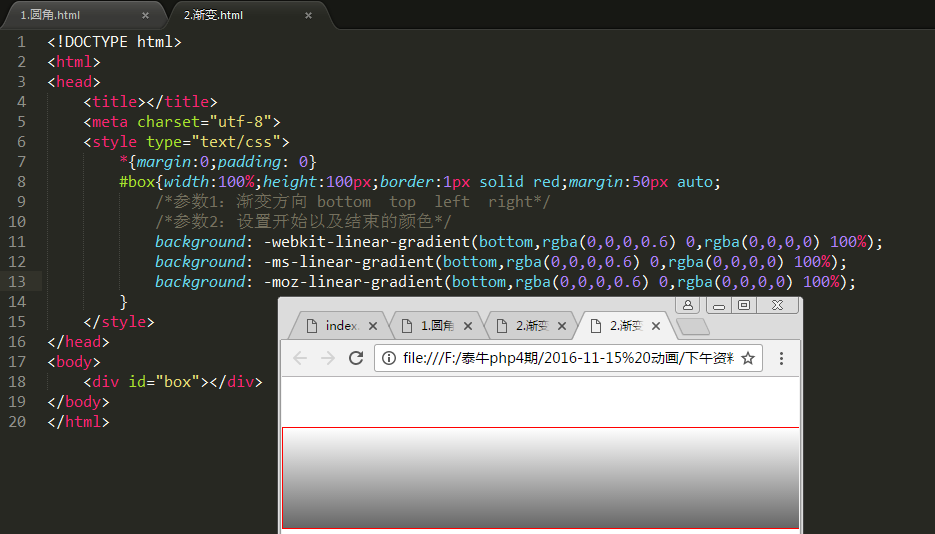 1.圆角.html × 2.渐变.html ×
1 <!DOCTYPE html>
2 <html>
3 <head>
4 <title></title>
5 <meta charset="utf-8">
6 <style type="text/css">
7 *{margin:0;padding: 0}
8 #box{width:100%;height:100px;border:1px solid red;margin:50px auto;
9 /*参数1: 渐变方向 bottom  top  left  right*/
10 /*参数2: 设置开始以及结束的颜色*/
11 background: -webkit-linear-gradient(bottom,rgba(0,0,0,0.6) 0,rgba(0,0,0,0) 100%);
12 background: -ms-linear-gradient(bottom,rgba(0,0,0,0.6) 0,rgba(0,0,0,0) 100%);
13 background: -moz-linear-gradient(bottom,rgba(0,0,0,0.6) 0,rgba(0,0,0,0) 100%);
14 }
15 </style>
16 </head>
17 <body>
18 <div id="box"></div>
19 </body>
20 </html>
index. × 1.圆角 × 2.渐变 × 2.渐变 ×
file:///F:/泰牛php4期/2016-11-15%20动画/下午资料